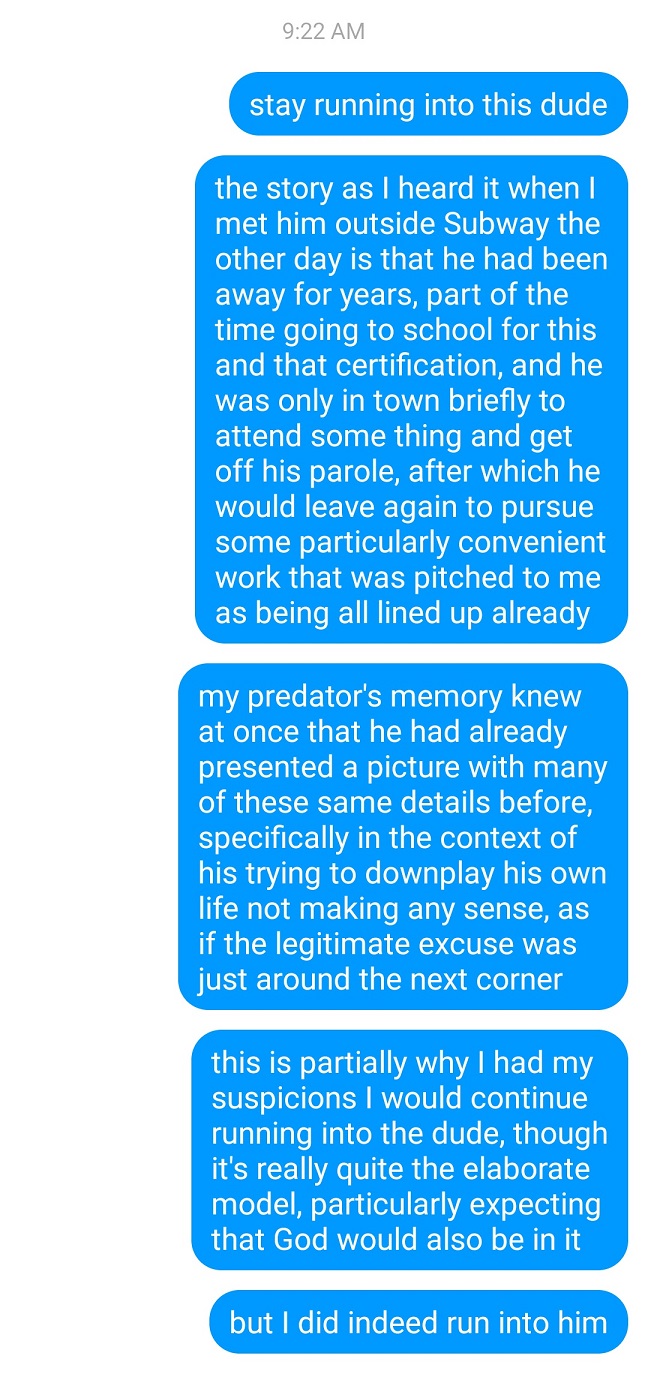 9:22 AM
stay running into this dude
the story as I heard it when I
met him outside Subway the
other day is that he had been
away for years, part of the
time going to school for this
and that certification, and he
was only in town briefly to
attend some thing and get
off his parole, after which he
would leave again to pursue
some particularly convenient
work that was pitched to me
as being all lined up already
my predator's memory knew
at once that he had already
presented a picture with many
of these same details before,
specifically in the context of
his trying to downplay his own
life not making any sense, as
if the legitimate excuse was
just around the next corner
this is partially why I had my
suspicions I would continue
running into the dude, though
it's really quite the elaborate
model, particularly expecting
that God would also be in it
but I did indeed run into him